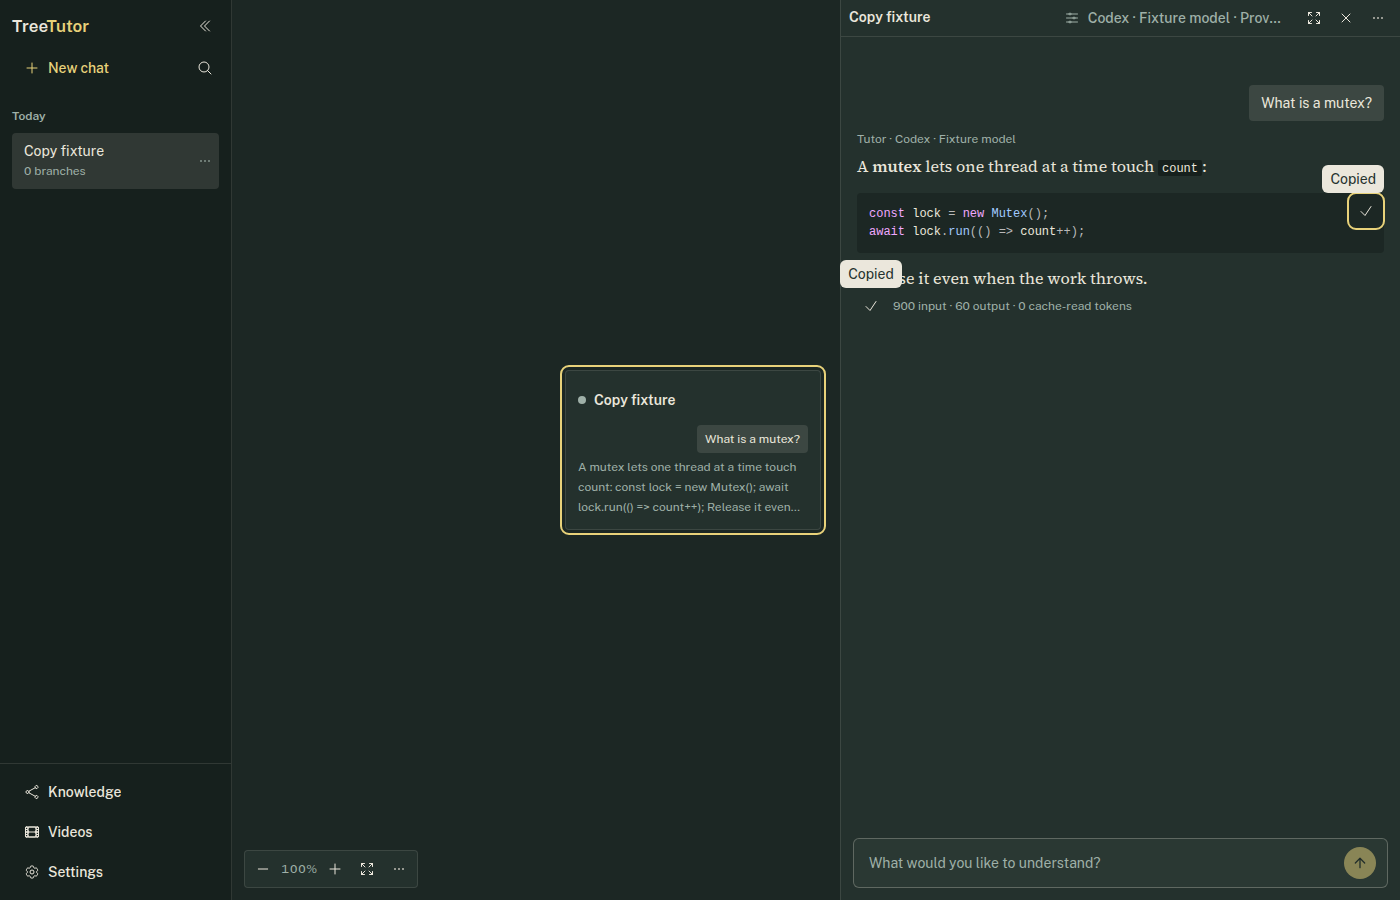 TreeTutor
New chat
Today
Copy fixture
0 branches
Knowledge
Videos
Settings
Copy fixture
What is a mutex?
A mutex lets one thread at a time touch
count: const lock = new Mutex(); await
lock.run(() => count++); Release it even...
100%
Copy fixture
Codex · Fixture model · Prov...
What is a mutex?
Tutor · Codex · Fixture model
A mutex lets one thread at a time touch count:
Copied
const lock = new Mutex();
await lock.run(() => count++);
Copied
se it even when the work throws.
900 input · 60 output · 0 cache-read tokens
What would you like to understand?